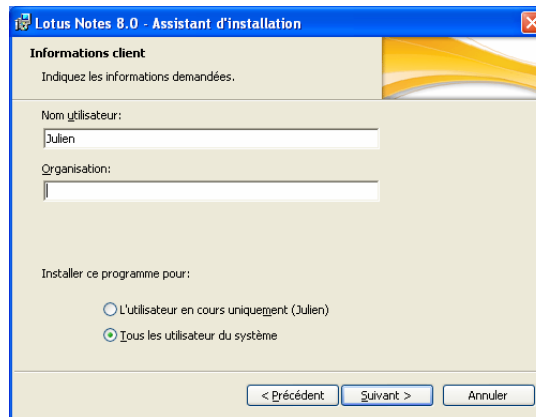 Lotus Notes 8.0 - Assistant d'installation
Informations client
Indiquez les informations demandées.
Nom utilisateur:
Julien
Organisation:
Installer ce programme pour:
L'utilisateur en cours uniquement (Julien)
Tous les utilisateur du système
< Précédent
Suivant >
Annuler